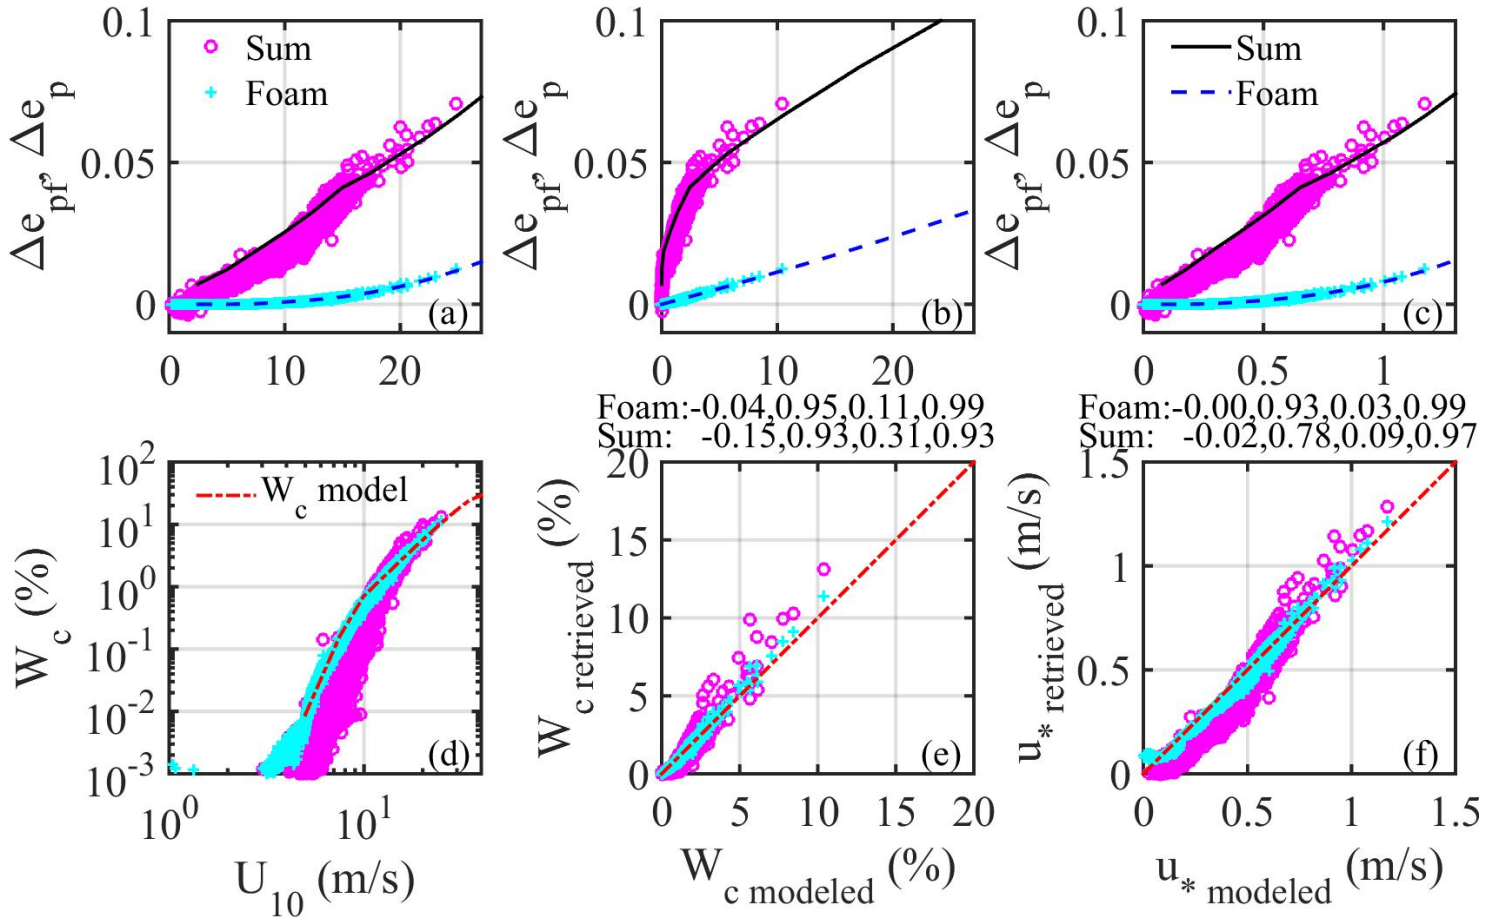 0.1
0.05
0
Δe_pf, Δe_p
Sum
Foam
(a)
0 10 20
0.1
0.05
0
Δe_pf, Δe_p
(b)
0 10 20
0.1
0.05
0
Δe_pf, Δe_p
Sum
Foam
(c)
0 0.5 1
Foam:-0.04,0.95,0.11,0.99
Sum: -0.15,0.93,0.31,0.93
Foam:-0.00,0.93,0.03,0.99
Sum: -0.02,0.78,0.09,0.97
10^2
10^1
10^0
10^-1
10^-2
10^-3
W_c (%)
W_c model
(d)
10^0 10^1
U_10 (m/s)
20
15
10
5
0
W_c retrieved (%)
(e)
0 5 10 15 20
W_c modeled (%)
1.5
1
0.5
0
u_* retrieved (m/s)
(f)
0 0.5 1 1.5
u_* modeled (m/s)